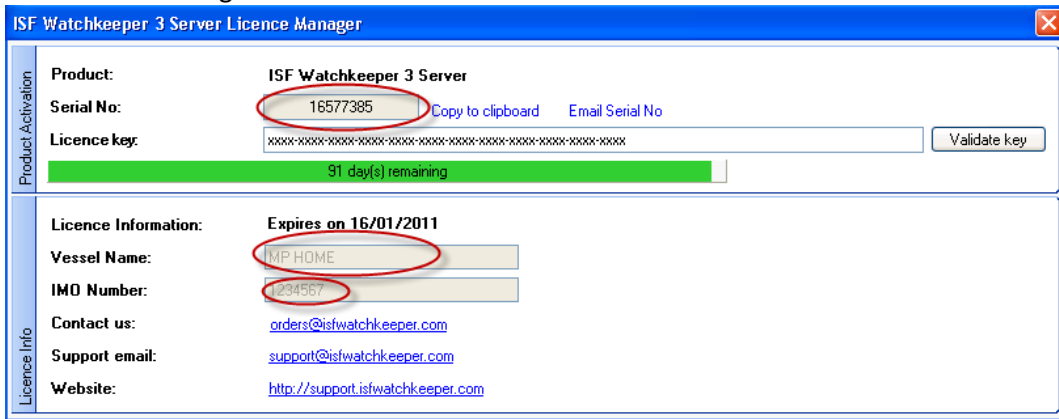 ISF Watchkeeper 3 Server Licence Manager
Product Activation
Product: ISF Watchkeeper 3 Server
Serial No: 16577385 Copy to clipboard Email Serial No
Licence key: xxxx-xxxx-xxxx-xxxx-xxxx-xxxx-xxxx-xxxx-xxxx-xxxx-xxxx-xxxx Validate key
91 day(s) remaining
Licence Info
Licence Information: Expires on 16/01/2011
Vessel Name: MP HOME
IMO Number: 1234567
Contact us: orders@isfwatchkeeper.com
Support email: support@isfwatchkeeper.com
Website: http://support.isfwatchkeeper.com